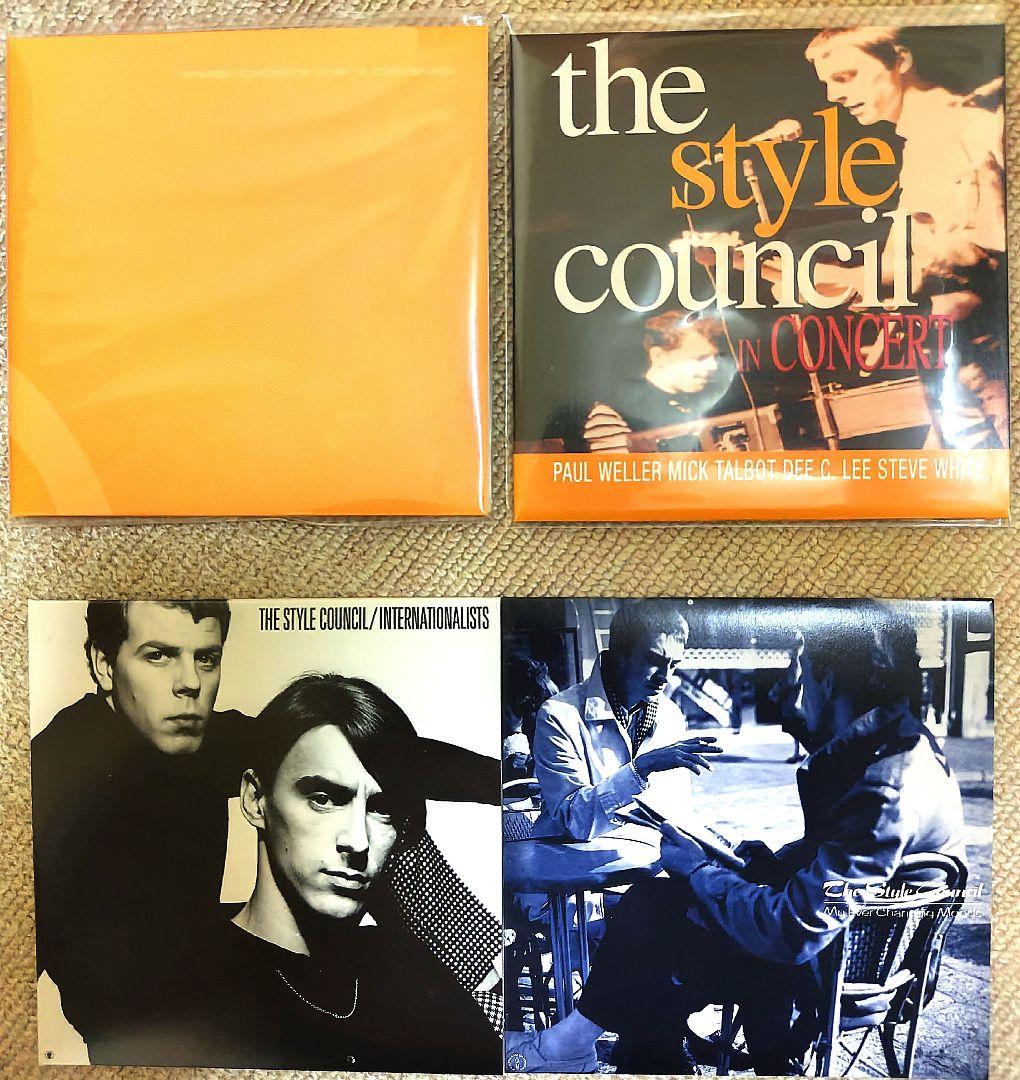 THE COST OF LOVING
the
style
council
IN CONCERT
PAUL WELLER MICK TALBOT DEE C. LEE STEVE WHITE
THE STYLE COUNCIL/INTERNATIONALISTS
The Style Council
My Ever Changing Moods